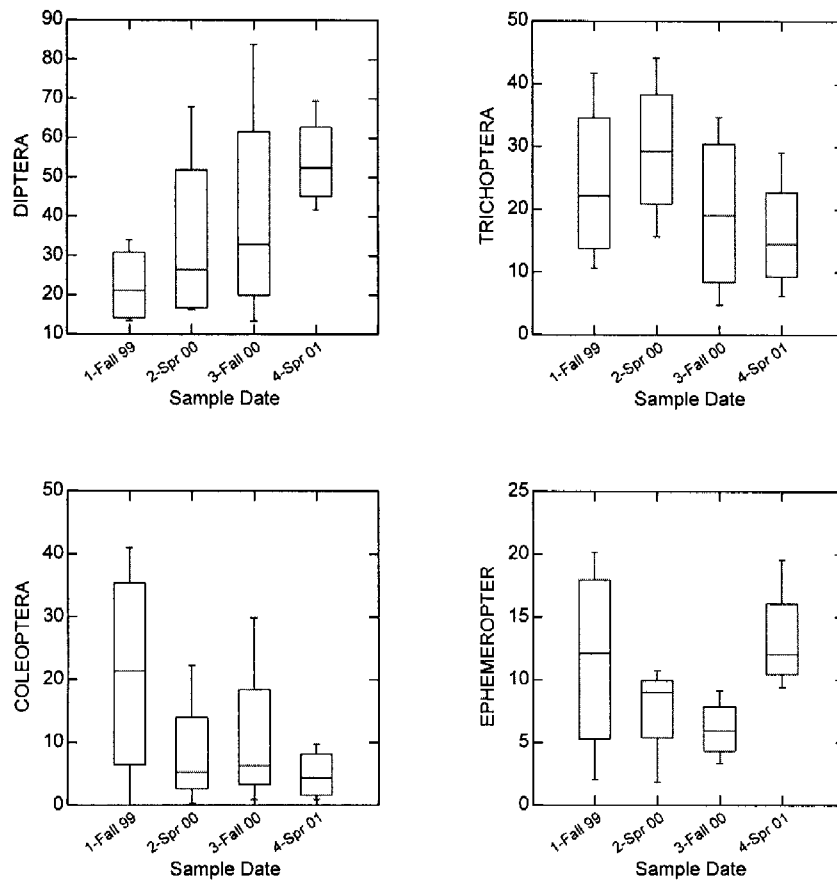 DIPTERA
90
80
70
60
50
40
30
20
10
1-Fall 99
2-Spr 00
3-Fall 00
4-Spr 01
Sample Date
TRICHOPTERA
50
40
30
20
10
0
1-Fall 99
2-Spr 00
3-Fall 00
4-Spr 01
Sample Date
COLEOPTERA
50
40
30
20
10
0
1-Fall 99
2-Spr 00
3-Fall 00
4-Spr 01
Sample Date
EPHEMEROPTER
25
20
15
10
5
0
1-Fall 99
2-Spr 00
3-Fall 00
4-Spr 01
Sample Date